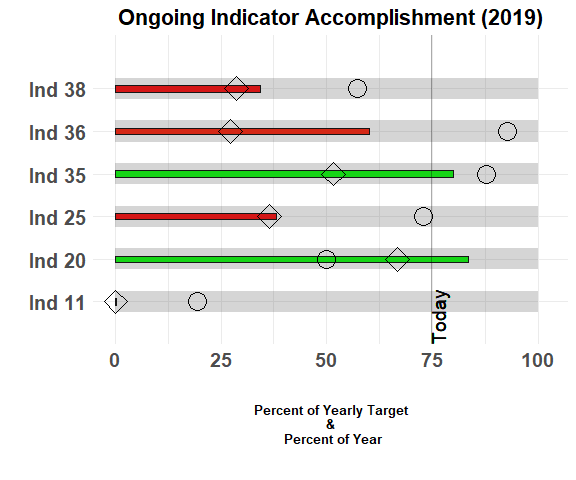 Ongoing Indicator Accomplishment (2019)
Ind 38
Ind 36
Ind 35
Ind 25
Ind 20
Ind 11
Today
0 25 50 75 100
Percent of Yearly Target
&
Percent of Year